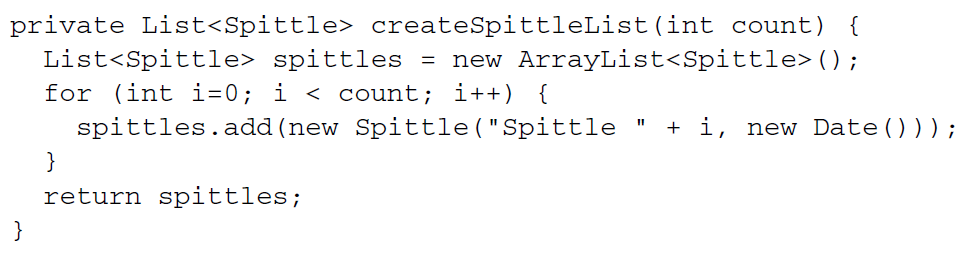 private List<Spittle> createSpittleList(int count) {
  List<Spittle> spittles = new ArrayList<Spittle>();
  for (int i=0; i < count; i++) {
    spittles.add(new Spittle("Spittle " + i, new Date()));
  }
  return spittles;
}